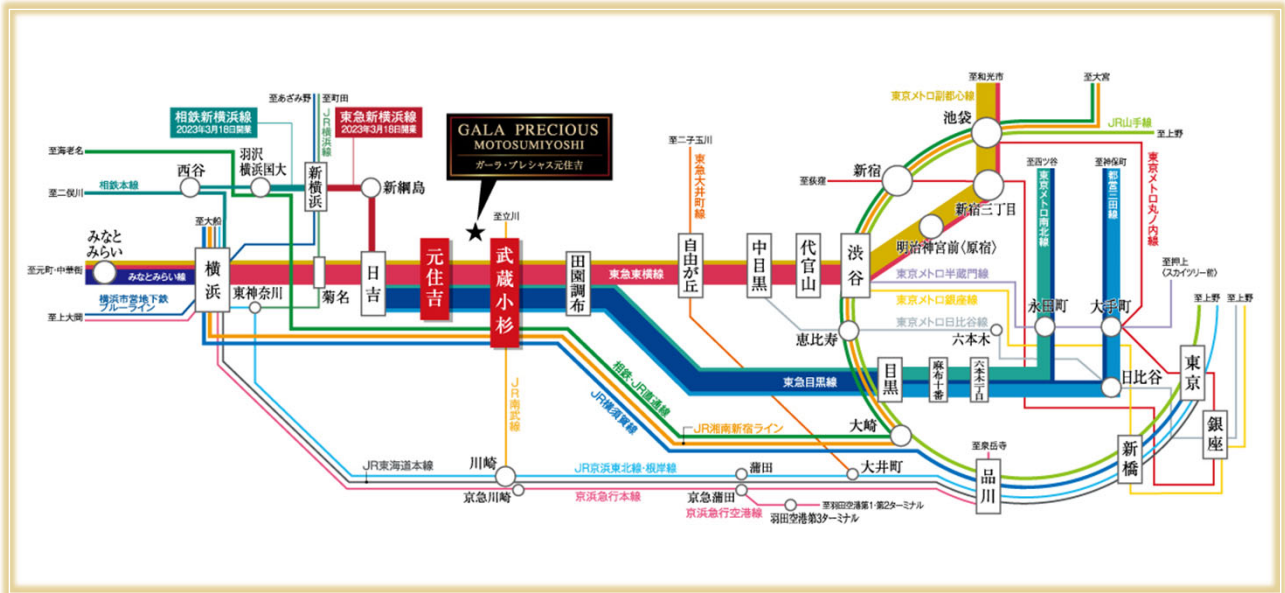 至和光市
至大宮
東京メトロ副都心線
池袋
JR山手線
至上野
至あざみ野
至町田
JR横浜線
相鉄新横浜線
2023年3月18日開業
東急新横浜線
2023年3月18日開業
GALA PRECIOUS
MOTOSUMIYOSHI
ガーラ・プレシャス元住吉
至海老名
西谷
羽沢
横浜国大
新横浜
新綱島
至二俣川
相鉄本線
至二子玉川
東急大井町線
至荻窪
新宿
新宿三丁目
明治神宮前〈原宿〉
至四ツ谷
東京メトロ南北線
至神保町
都営三田線
東京メトロ丸ノ内線
至大船
みなと
みらい
至元町・中華街
みなとみらい線
横浜
日吉
元住吉
至立川
武蔵小杉
田園調布
東急東横線
自由が丘
中目黒
代官山
渋谷
東京メトロ半蔵門線
至押上
〈スカイツリー前〉
横浜市営地下鉄
ブルーライン
至上大岡
東神奈川
菊名
東京メトロ銀座線
永田町
大手町
至上野
至上野
恵比寿
東京メトロ日比谷線
六本木
東急目黒線
目黒
麻布十番
六本木一丁目
日比谷
東京
JR南武線
相鉄・JR直通線
JR横須賀線
JR湘南新宿ライン
大崎
銀座
新橋
至泉岳寺
品川
JR東海道本線
川崎
JR京浜東北線・根岸線
蒲田
大井町
京急川崎
京浜急行本線
京急蒲田
京浜急行空港線
至羽田空港第1・第2ターミナル
羽田空港第3ターミナル